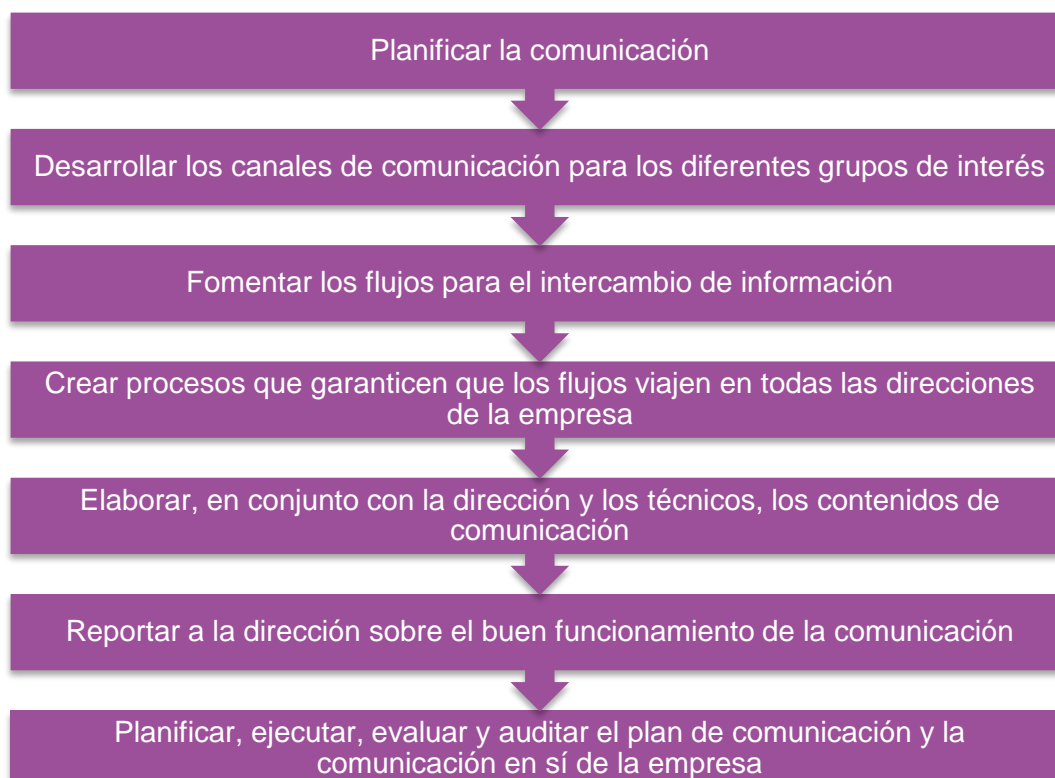 Planificar la comunicación
Desarrollar los canales de comunicación para los diferentes grupos de interés
Fomentar los flujos para el intercambio de información
Crear procesos que garanticen que los flujos viajen en todas las direcciones
de la empresa
Elaborar, en conjunto con la dirección y los técnicos, los contenidos de
comunicación
Reportar a la dirección sobre el buen funcionamiento de la comunicación
Planificar, ejecutar, evaluar y auditar el plan de comunicación y la
comunicación en sí de la empresa